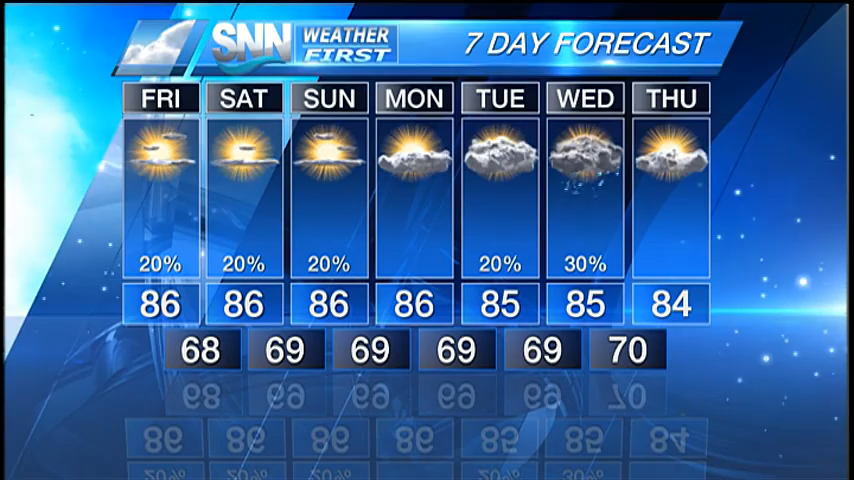 SNN WEATHER FIRST 7 DAY FORECAST
FRI SAT SUN MON TUE WED THU
20% 20% 20% 20% 30%
86 86 86 86 85 85 84
68 69 69 69 69 70